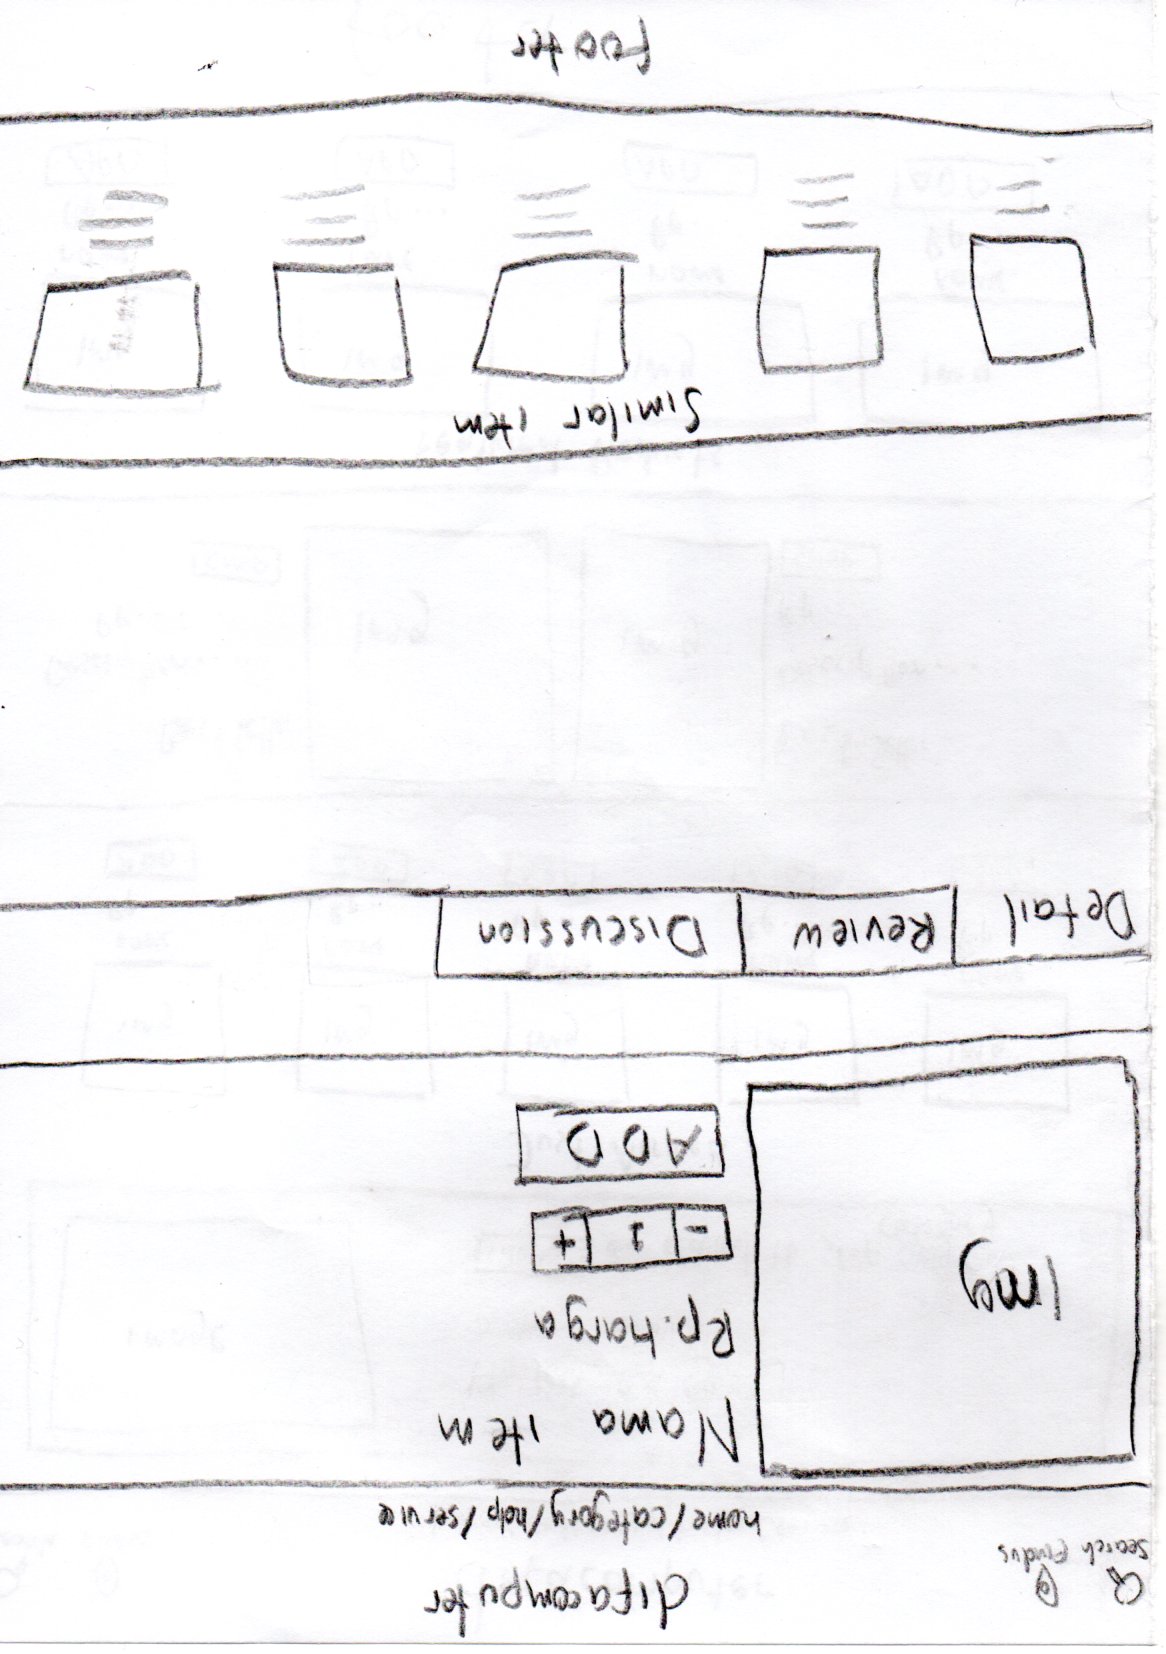 difacomputer
Search Findus
home/category/help/service
Img
Nama item
Rp. harga
- 1 +
ADD
Detail Review Discussion
Similar item
footer